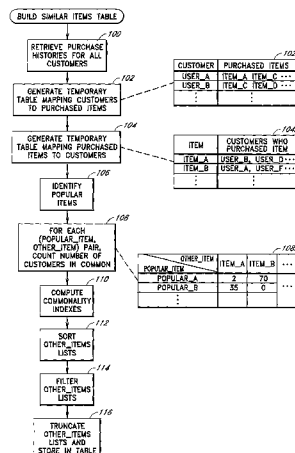 BUILD SIMILAR ITEMS TABLE
100
RETRIEVE PURCHASE
HISTORIES FOR ALL
CUSTOMERS
102
GENERATE TEMPORARY
TABLE MAPPING CUSTOMERS
TO PURCHASED ITEMS
104
GENERATE TEMPORARY
TABLE MAPPING PURCHASED
ITEMS TO CUSTOMERS
106
IDENTIFY
POPULAR
ITEMS
108
FOR EACH
(POPULAR_ITEM,
OTHER_ITEM) PAIR,
COUNT NUMBER OF
CUSTOMERS IN COMMON
110
COMPUTE
COMMONALITY
INDEXES
112
SORT
OTHER_ITEMS
LISTS
114
FILTER
OTHER_ITEMS
LISTS
116
TRUNCATE
OTHER_ITEMS
LISTS AND
STORE IN TABLE
CUSTOMER PURCHASED ITEMS
USER_A ITEM_A ITEM_C ···
USER_B ITEM_C ITEM_D ···
ITEM CUSTOMERS WHO
PURCHASED ITEM
ITEM_A USER_B, USER_D···
ITEM_B USER_A, USER_F···
OTHER_ITEM ITEM_A ITEM_B ···
POPULAR_ITEM
POPULAR_A 2 70
POPULAR_B 35 0